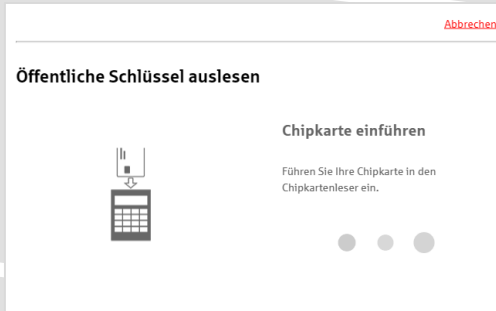 Abbrechen
Öffentliche Schlüssel auslesen
Chipkarte einführen
Führen Sie Ihre Chipkarte in den
Chipkartenleser ein.